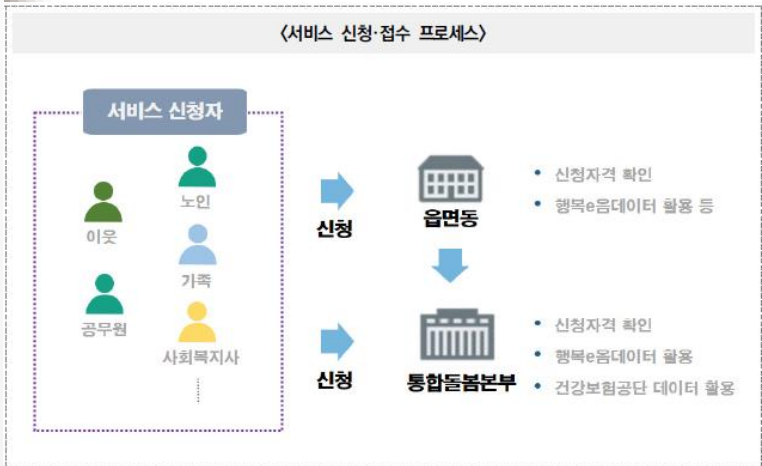 <서비스 신청·접수 프로세스>
서비스 신청자
노인
이웃
가족
공무원
사회복지사
신청
읍면동
• 신청자격 확인
• 행복e음데이터 활용 등
신청
통합돌봄본부
• 신청자격 확인
• 행복e음데이터 활용
• 건강보험공단 데이터 활용